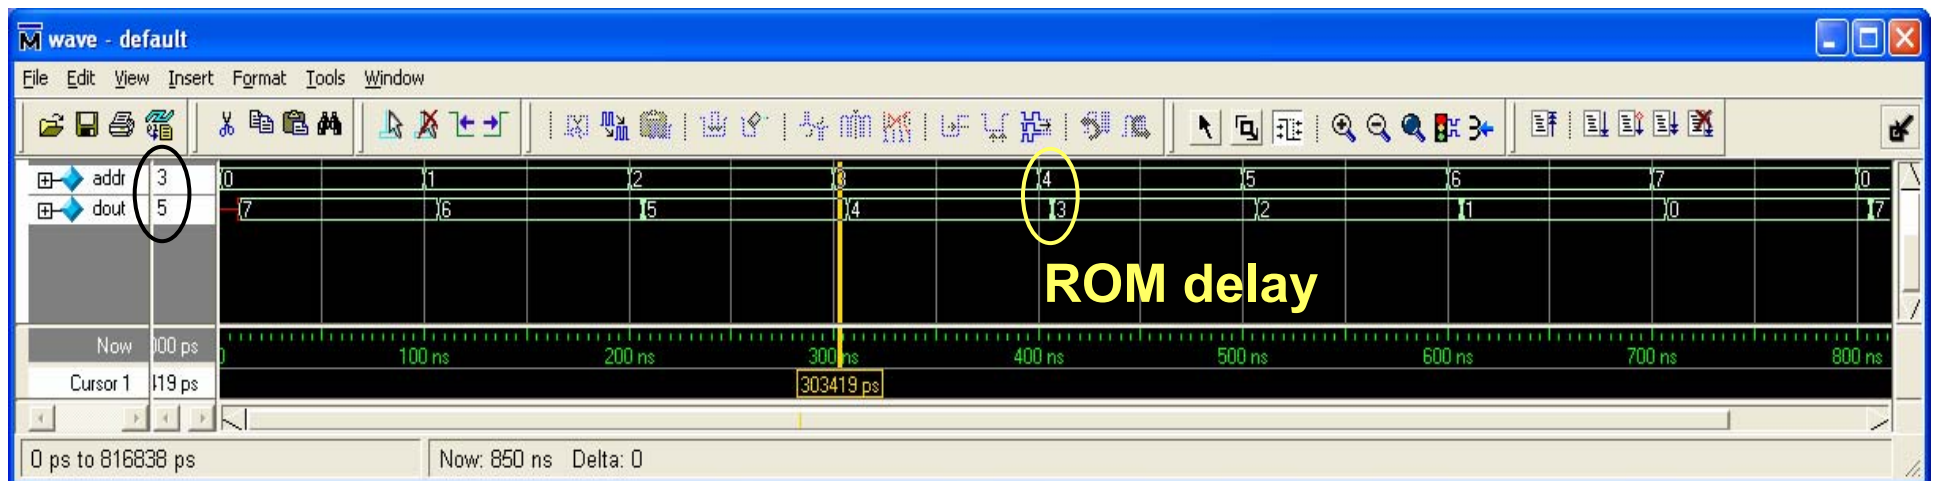 wave - default
File Edit View Insert Format Tools Window
addr 3 0 1 2 3 4 5 6 7 0
dout 5 7 6 5 4 3 2 1 0 7
ROM delay
Now 000 ps 100 ns 200 ns 300 ns 400 ns 500 ns 600 ns 700 ns 800 ns
Cursor 1 419 ps 303419 ps
0 ps to 816838 ps Now: 850 ns Delta: 0